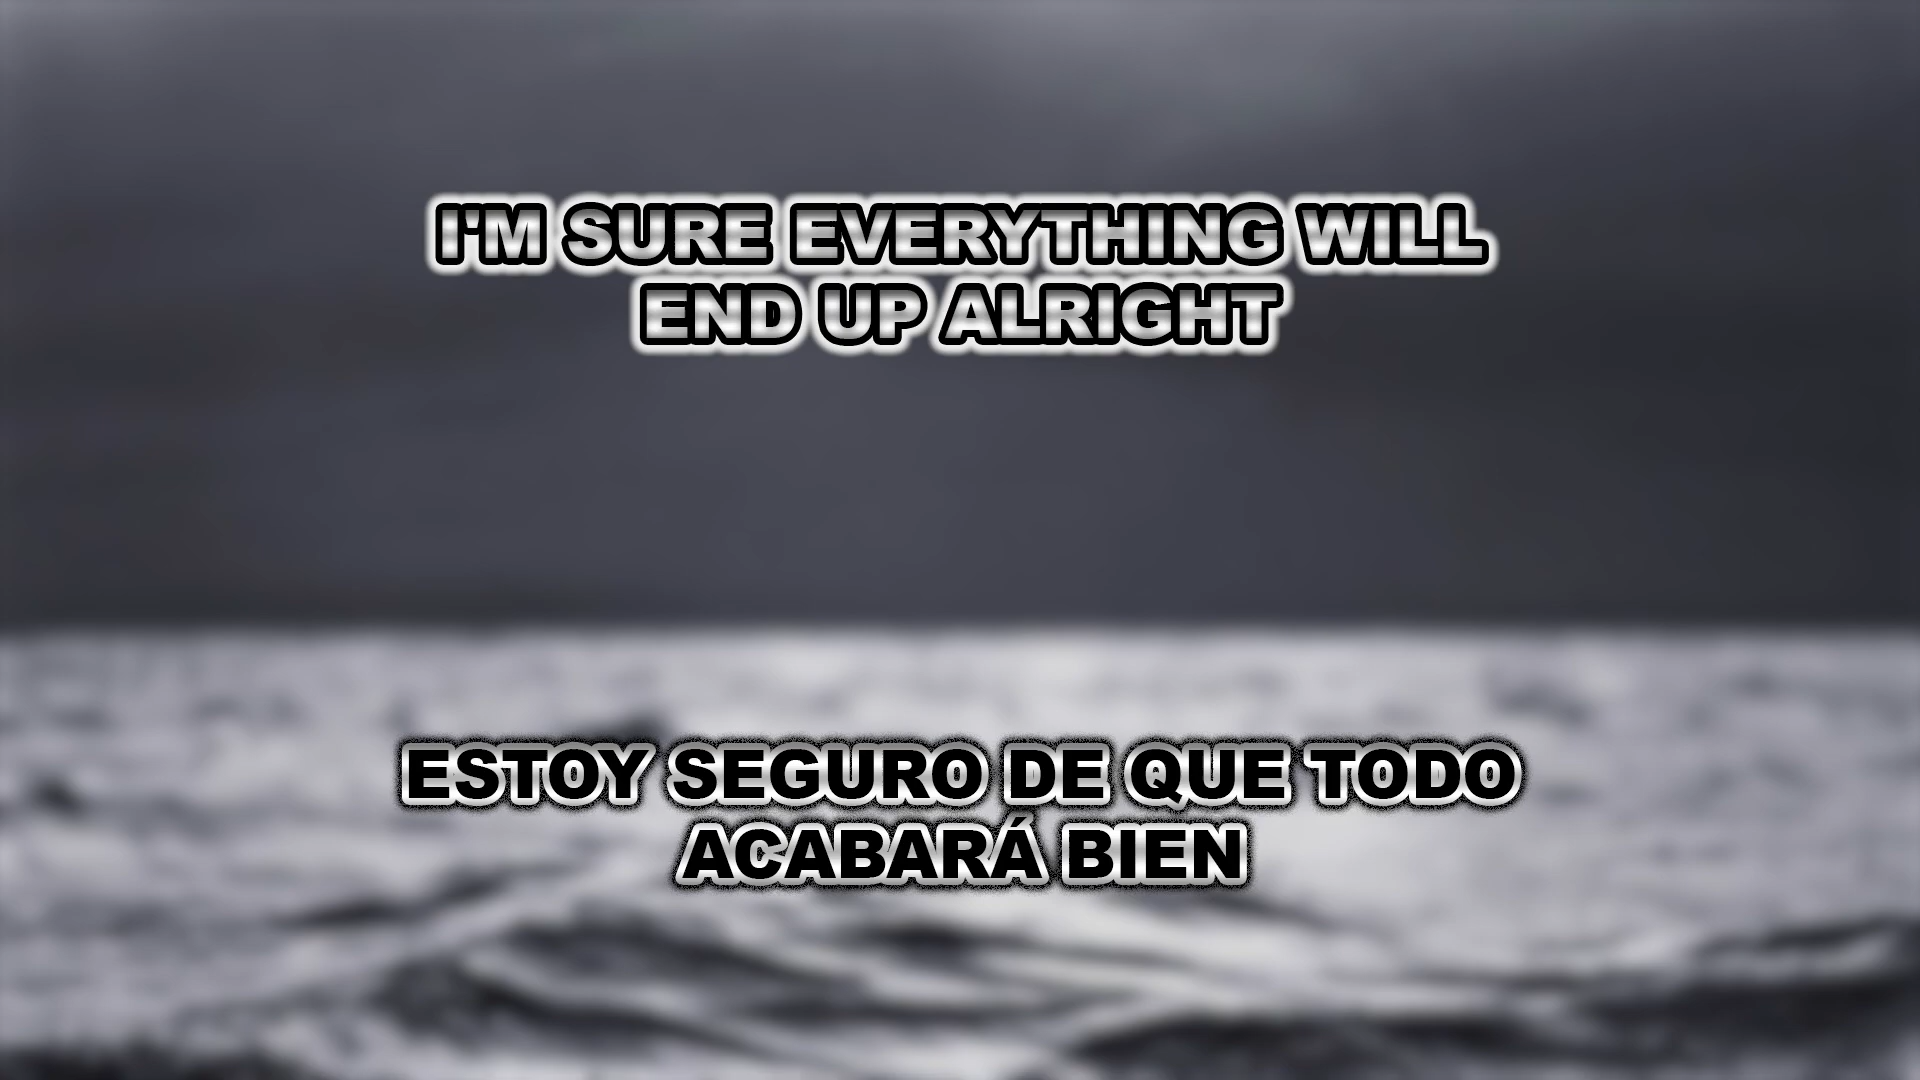 I'M SURE EVERYTHING WILL
END UP ALRIGHT
ESTOY SEGURO DE QUE TODO
ACABARÁ BIEN